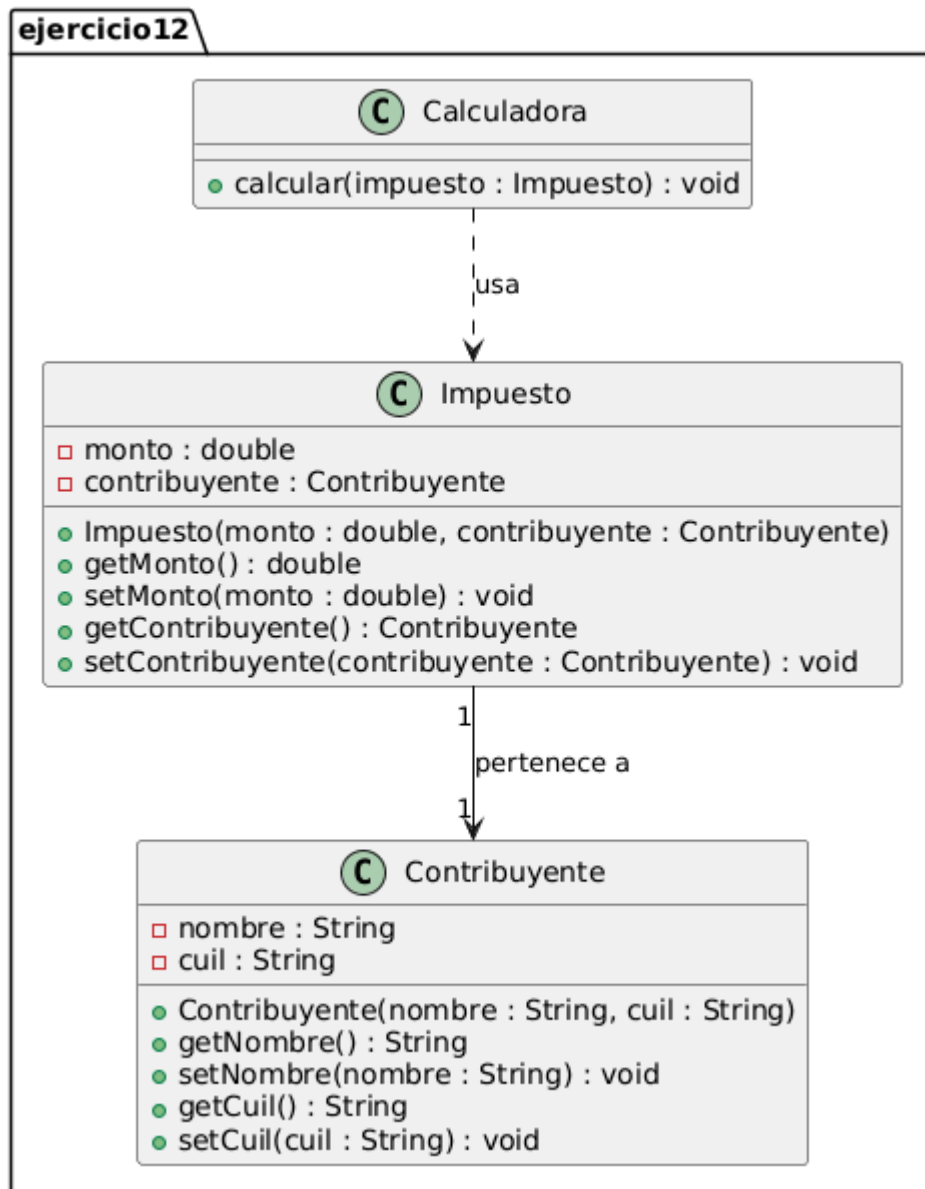 ejercicio12
C Calculadora
calcular(impuesto : Impuesto) : void
usa
C Impuesto
monto : double
contribuyente : Contribuyente
Impuesto(monto : double, contribuyente : Contribuyente)
getMonto() : double
setMonto(monto : double) : void
getContribuyente() : Contribuyente
setContribuyente(contribuyente : Contribuyente) : void
1
pertenece a
1
C Contribuyente
nombre : String
cuil : String
Contribuyente(nombre : String, cuil : String)
getNombre() : String
setNombre(nombre : String) : void
getCuil() : String
setCuil(cuil : String) : void